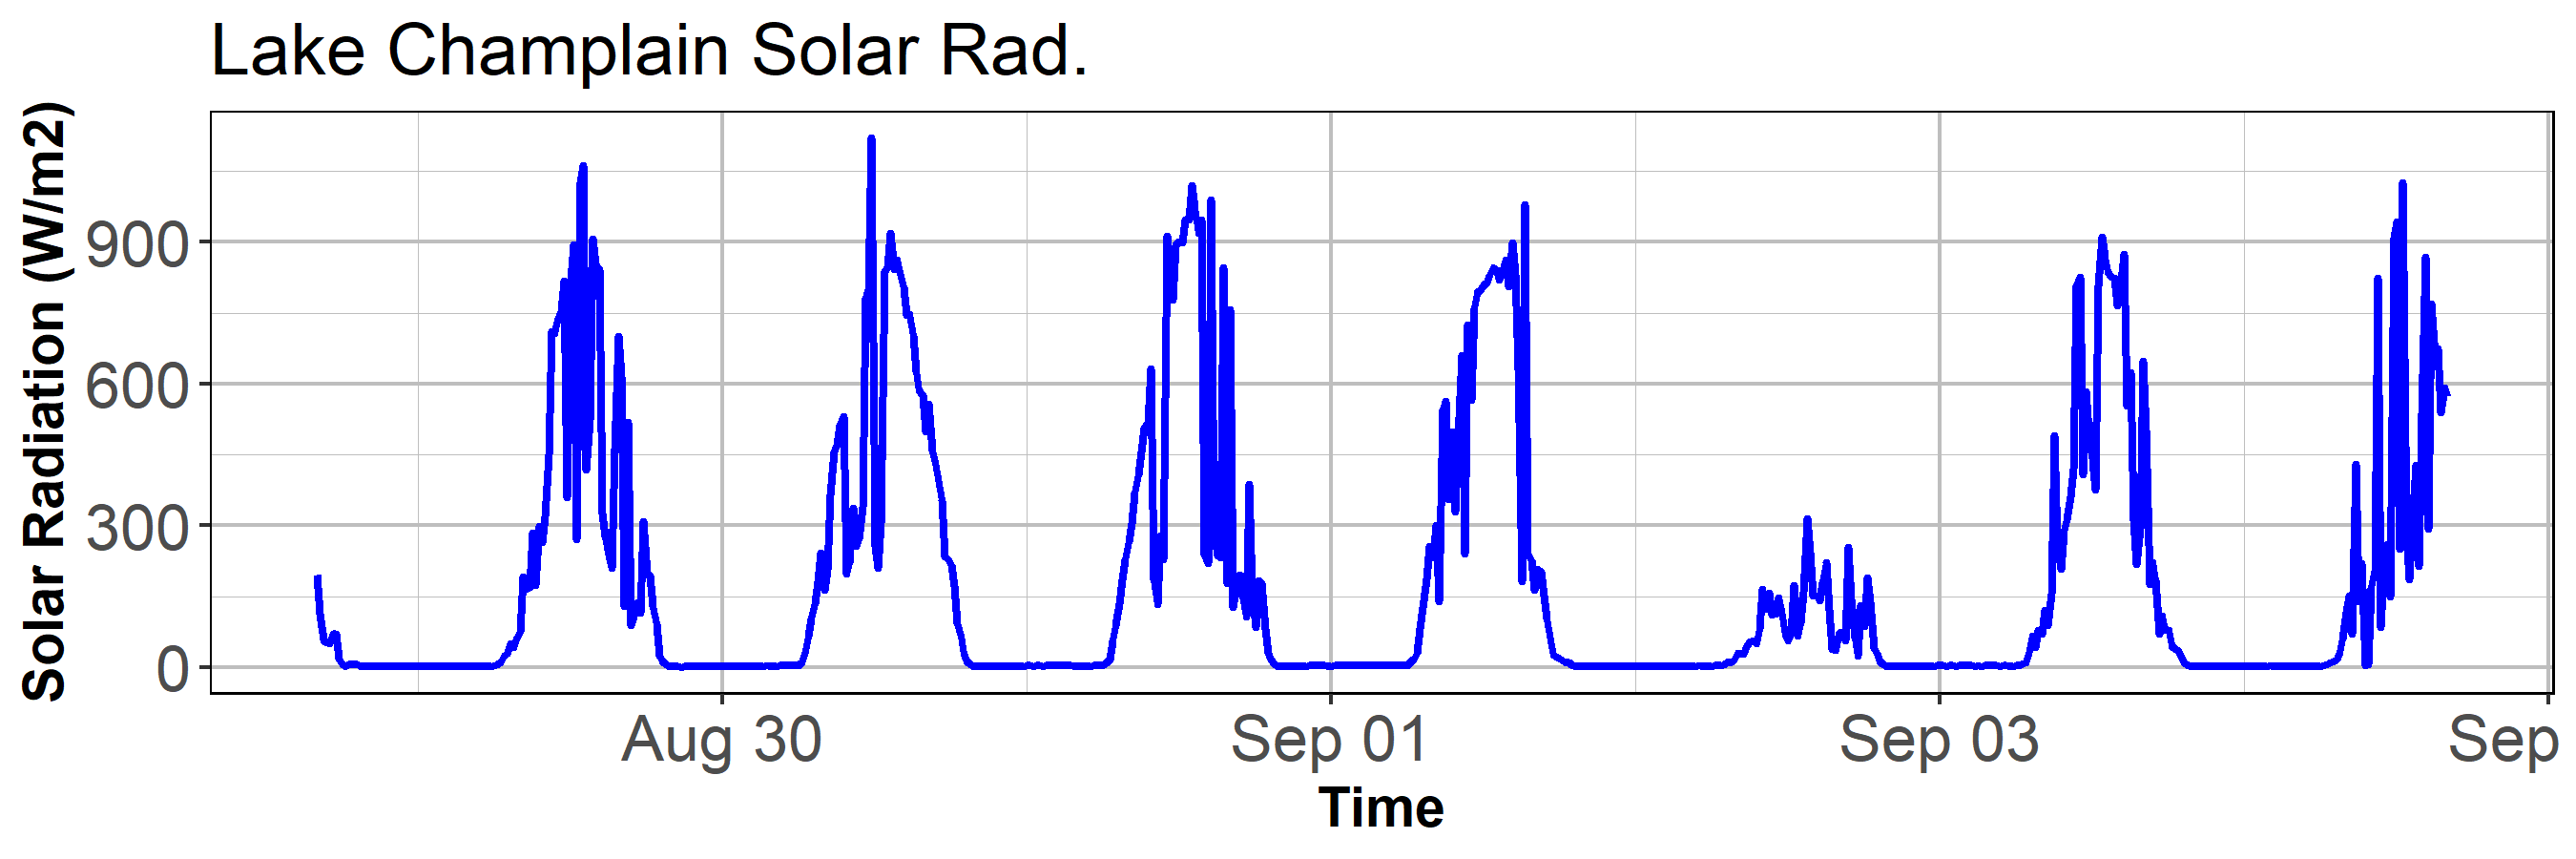 Lake Champlain Solar Rad.
Solar Radiation (W/m2)
900
600
300
0
Aug 30 Sep 01 Sep 03 Sep
Time